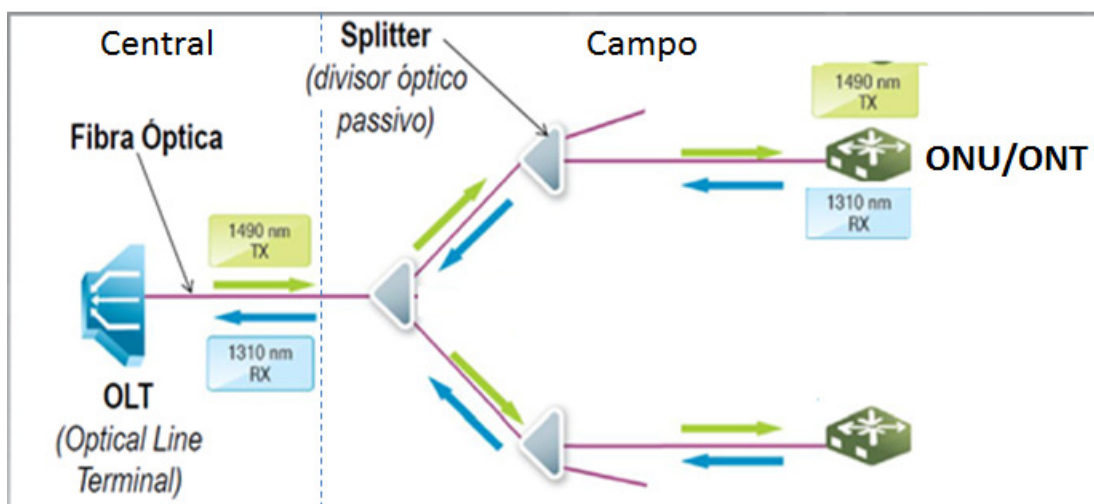 Central
Splitter
(divisor óptico
passivo)
Campo
1490 nm
TX
Fibra Óptica
ONU/ONT
1490 nm
TX
1310 nm
RX
1310 nm
RX
OLT
(Optical Line
Terminal)